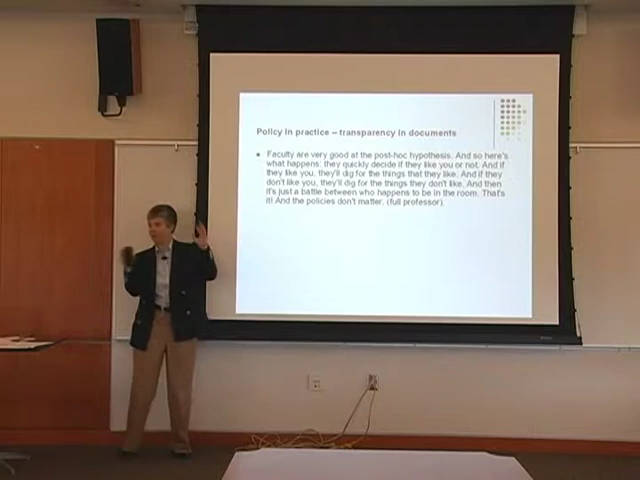 Policy in practice – transparency in documents
Faculty are very good at the post-hoc hypothesis. And so here's
what happens: they quickly decide if they like you or not. And if
they like you, they'll dig for the things that they like. And if they
don't like you, they'll dig for the things they don't like. And then
it's just a battle between who happens to be in the room. That's
it! And the policies don't matter. (full professor).